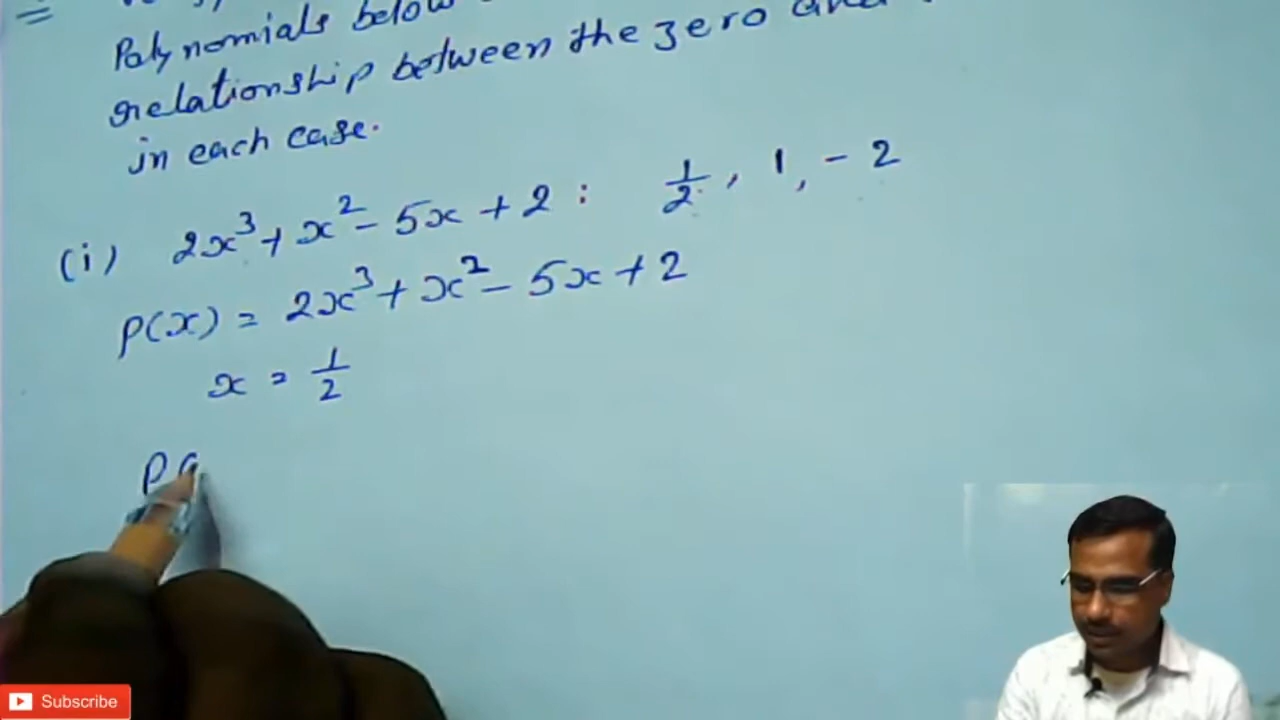 Polynomials below
relationship between the zero and
in each case.
(i) 2x³ + x² - 5x + 2 : 1/2, 1, - 2
P(x) = 2x³ + x² - 5x + 2
x = 1/2
P(
Subscribe